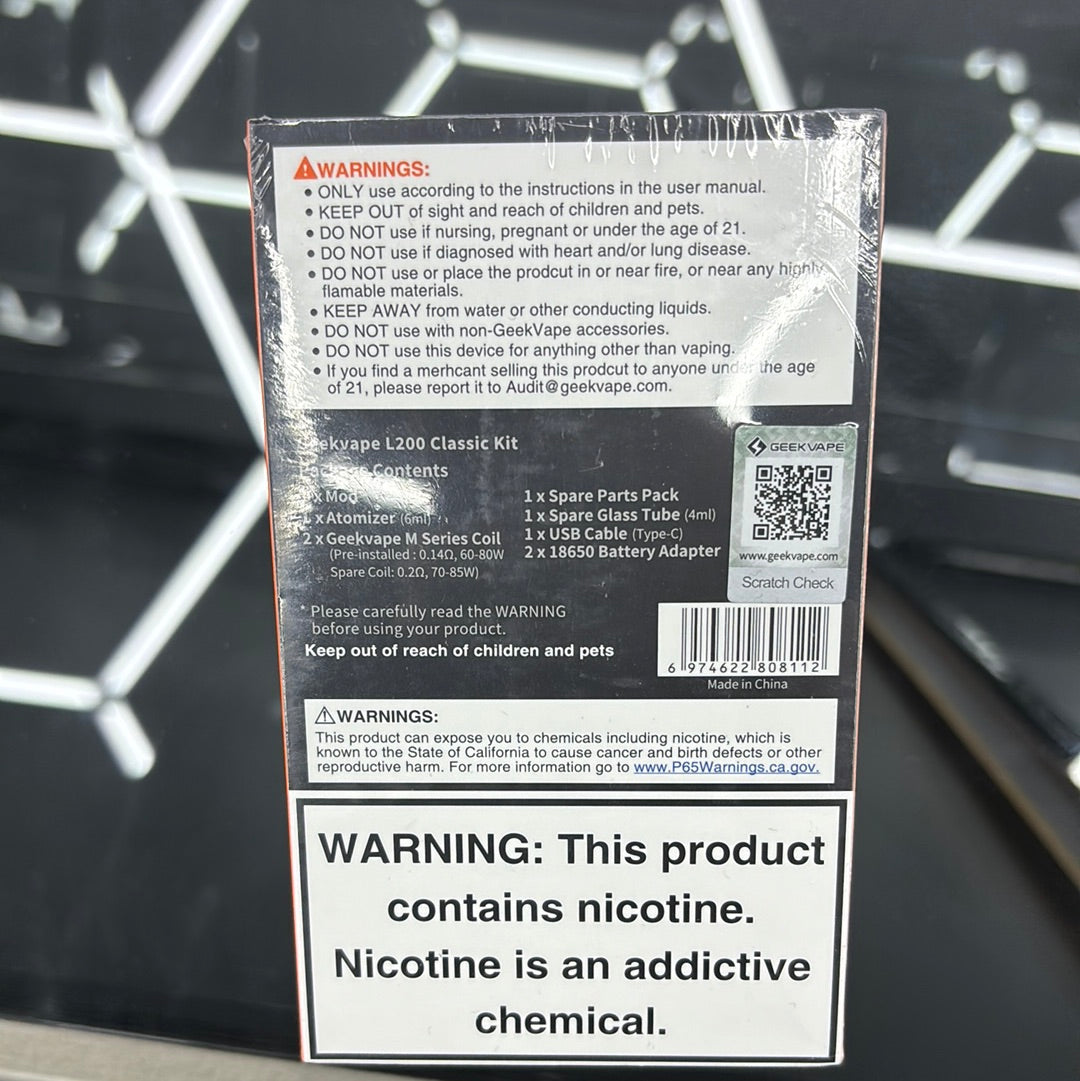 WARNINGS:
• ONLY use according to the instructions in the user manual.
• KEEP OUT of sight and reach of children and pets.
• DO NOT use if nursing, pregnant or under the age of 21.
• DO NOT use if diagnosed with heart and/or lung disease.
• DO NOT use or place the prodcut in or near fire, or near any highly
flamable materials.
• KEEP AWAY from water or other conducting liquids.
• DO NOT use with non-GeekVape accessories.
• DO NOT use this device for anything other than vaping.
• If you find a merhcant selling this prodcut to anyone under the age
of 21, please report it to Audit@geekvape.com.
Geekvape L200 Classic Kit
Package Contents
1 x Mod
1 x Atomizer (6ml)
2 x Geekvape M Series Coil
(Pre-installed : 0.14Ω, 60-80W
Spare Coil: 0.2Ω, 70-85W)
1 x Spare Parts Pack
1 x Spare Glass Tube (4ml)
1 x USB Cable (Type-C)
2 x 18650 Battery Adapter
GEEKVAPE
www.geekvape.com
Scratch Check
* Please carefully read the WARNING
before using your product.
Keep out of reach of children and pets
6 974622 808112
Made in China
WARNINGS:
This product can expose you to chemicals including nicotine, which is
known to the State of California to cause cancer and birth defects or other
reproductive harm. For more information go to www.P65Warnings.ca.gov.
WARNING: This product
contains nicotine.
Nicotine is an addictive
chemical.